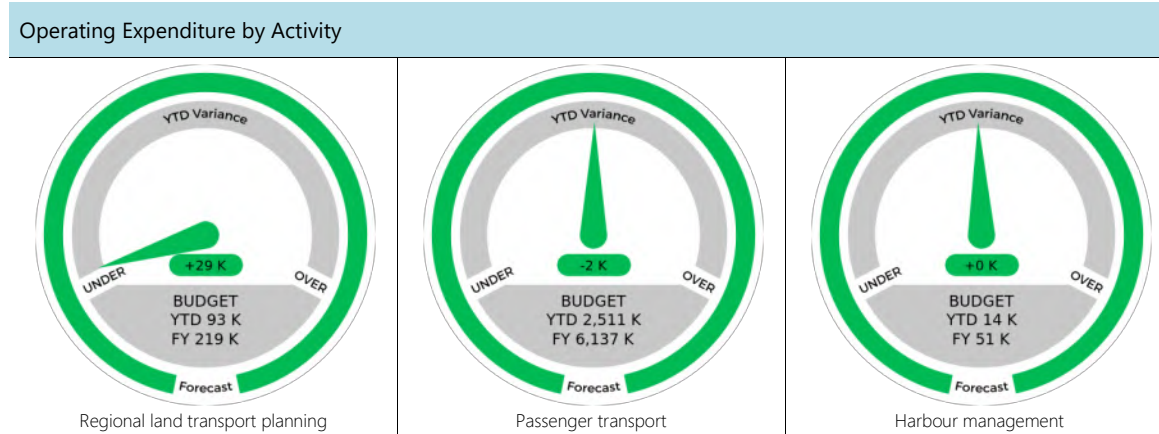 Operating Expenditure by Activity
YTD Variance
+29 K
UNDER
OVER
BUDGET
YTD 93 K
FY 219 K
Forecast
Regional land transport planning
YTD Variance
-2 K
UNDER
OVER
BUDGET
YTD 2,511 K
FY 6,137 K
Forecast
Passenger transport
YTD Variance
+0 K
UNDER
OVER
BUDGET
YTD 14 K
FY 51 K
Forecast
Harbour management